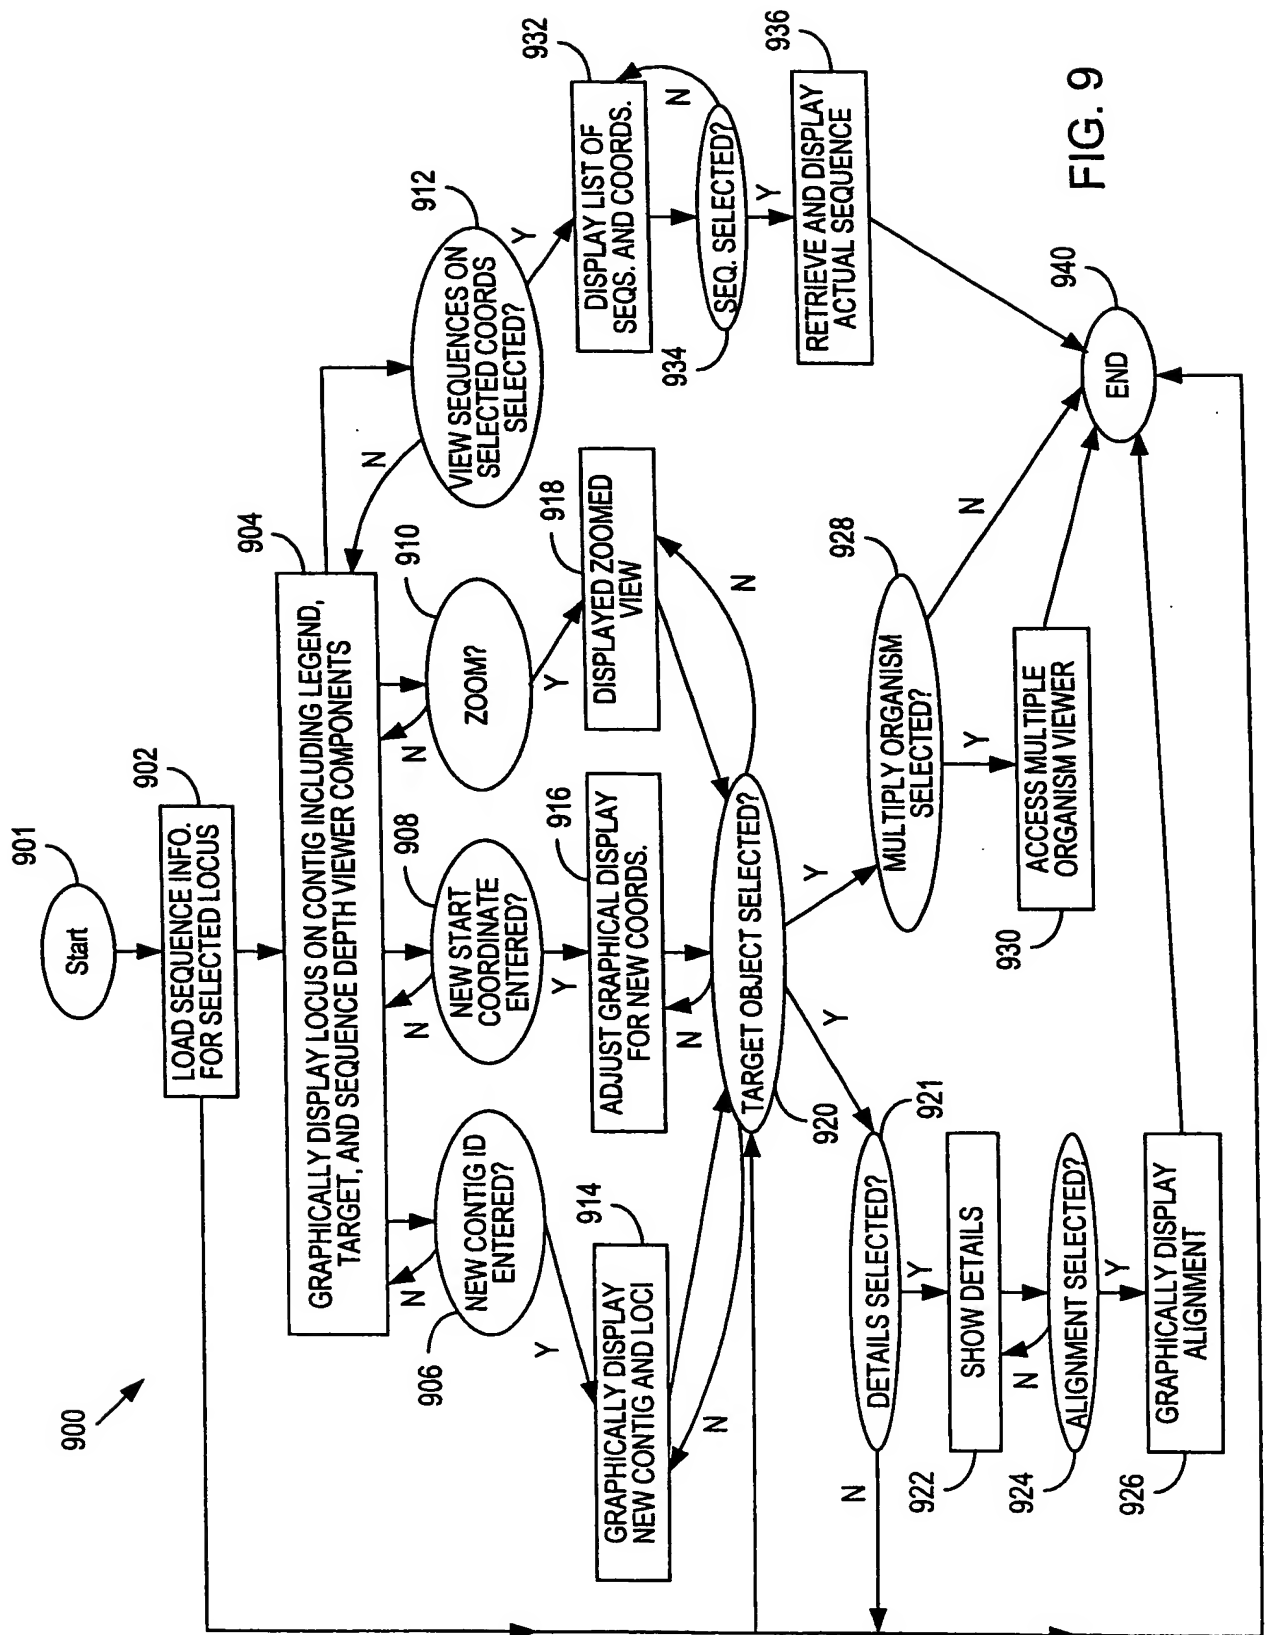 900
Start
901
LOAD SEQUENCE INFO.
FOR SELECTED LOCUS
902
GRAPHICALLY DISPLAY LOCUS ON CONTIG INCLUDING LEGEND,
TARGET, AND SEQUENCE DEPTH VIEWER COMPONENTS
904
NEW CONTIG ID
ENTERED?
906
N
Y
NEW START
COORDINATE
ENTERED?
908
N
Y
ZOOM?
910
N
Y
VIEW SEQUENCES ON
SELECTED COORDS
SELECTED?
912
N
Y
GRAPHICALLY DISPLAY
NEW CONTIG AND LOCI
914
N
ADJUST GRAPHICAL DISPLAY
FOR NEW COORDS.
916
N
DISPLAYED ZOOMED
VIEW
918
N
DISPLAY LIST OF
SEQS. AND COORDS.
932
SEQ. SELECTED?
934
N
Y
RETRIEVE AND DISPLAY
ACTUAL SEQUENCE
936
TARGET OBJECT SELECTED?
920
Y
Y
DETAILS SELECTED?
921
N
Y
SHOW DETAILS
922
ALIGNMENT SELECTED?
924
N
Y
GRAPHICALLY DISPLAY
ALIGNMENT
926
MULTIPLY ORGANISM
SELECTED?
928
N
Y
ACCESS MULTIPLE
ORGANISM VIEWER
930
END
940
FIG. 9